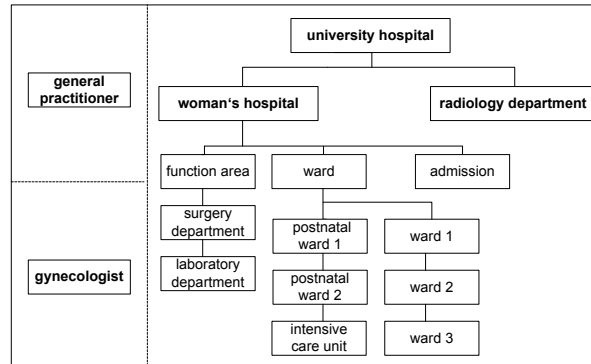 university hospital
general
practitioner
woman's hospital
radiology department
function area
ward
admission
surgery
department
postnatal
ward 1
ward 1
laboratory
department
gynecologist
postnatal
ward 2
ward 2
intensive
care unit
ward 3